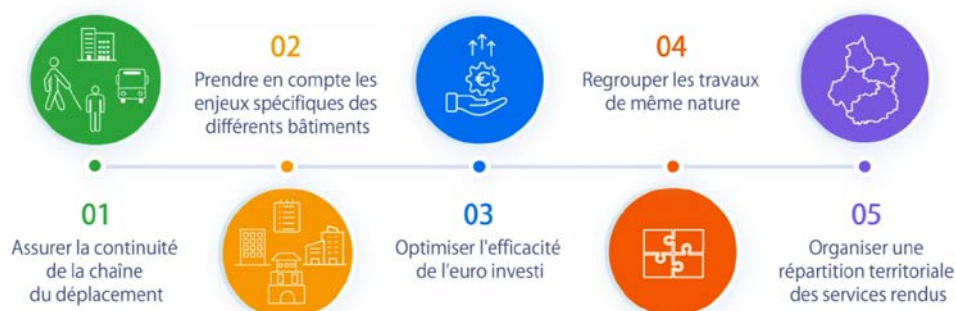 01
Assurer la continuité
de la chaîne
du déplacement
02
Prendre en compte les
enjeux spécifiques des
différents bâtiments
€
03
Optimiser l'efficacité
de l'euro investi
04
Regrouper les travaux
de même nature
05
Organiser une
répartition territoriale
des services rendus